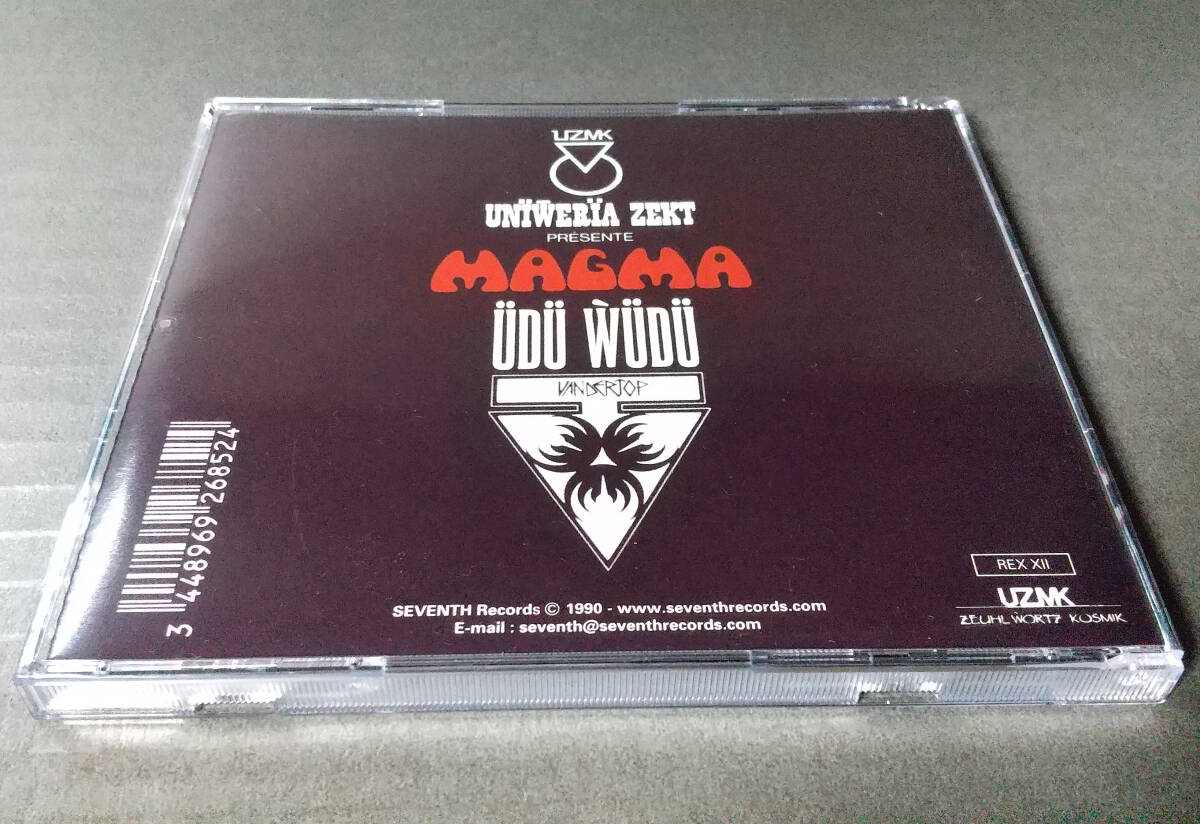 UZMK
UNÏWERÏA ZEKT
PRÉSENTE
MAGMA
ÜDÜ ẀÜDÜ
VANDERTOP
3 448969 268524
SEVENTH Records © 1990 - www.seventhrecords.com
E-mail : seventh@seventhrecords.com
REX XII
UZMK
ZEUHL WORTZ KOSMIK